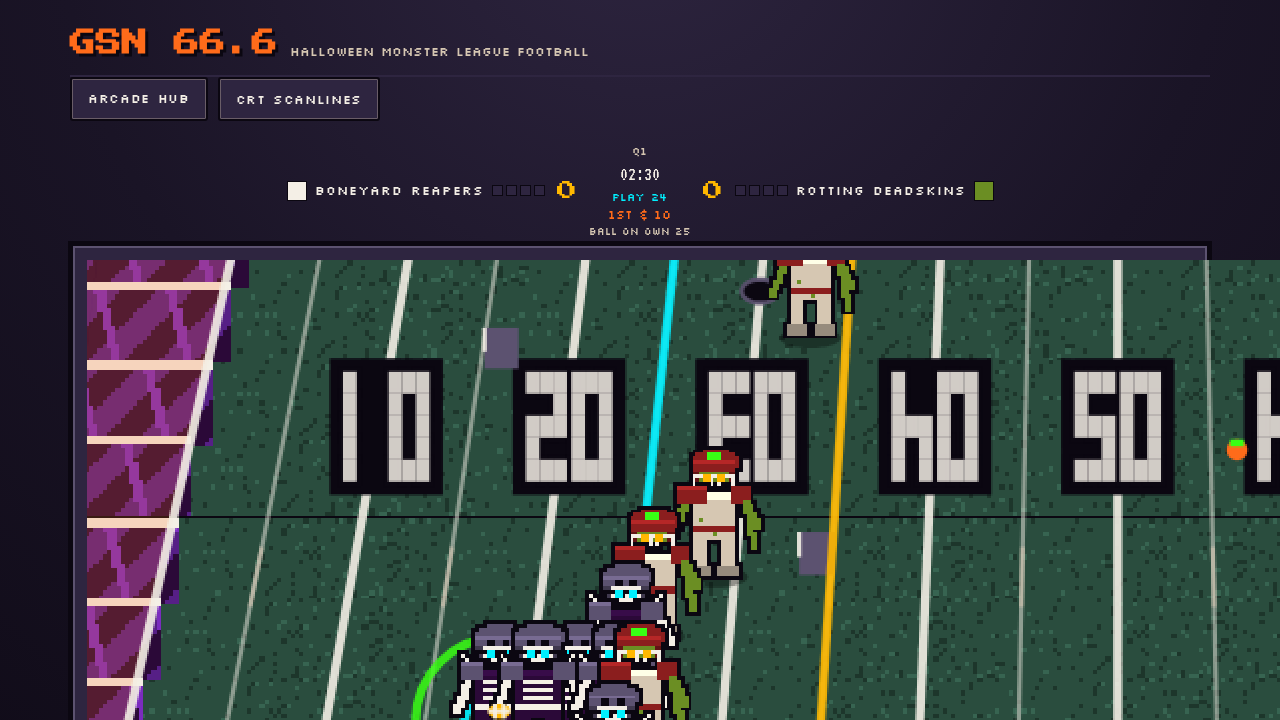 GSN 66.6
HALLOWEEN MONSTER LEAGUE FOOTBALL
ARCADE HUB
CRT SCANLINES
Q1
02:30
BONEYARD REAPERS 0
0 ROTTING DEADSKINS
PLAY 24
1ST & 10
BALL ON OWN 25
10 20 50 40 50